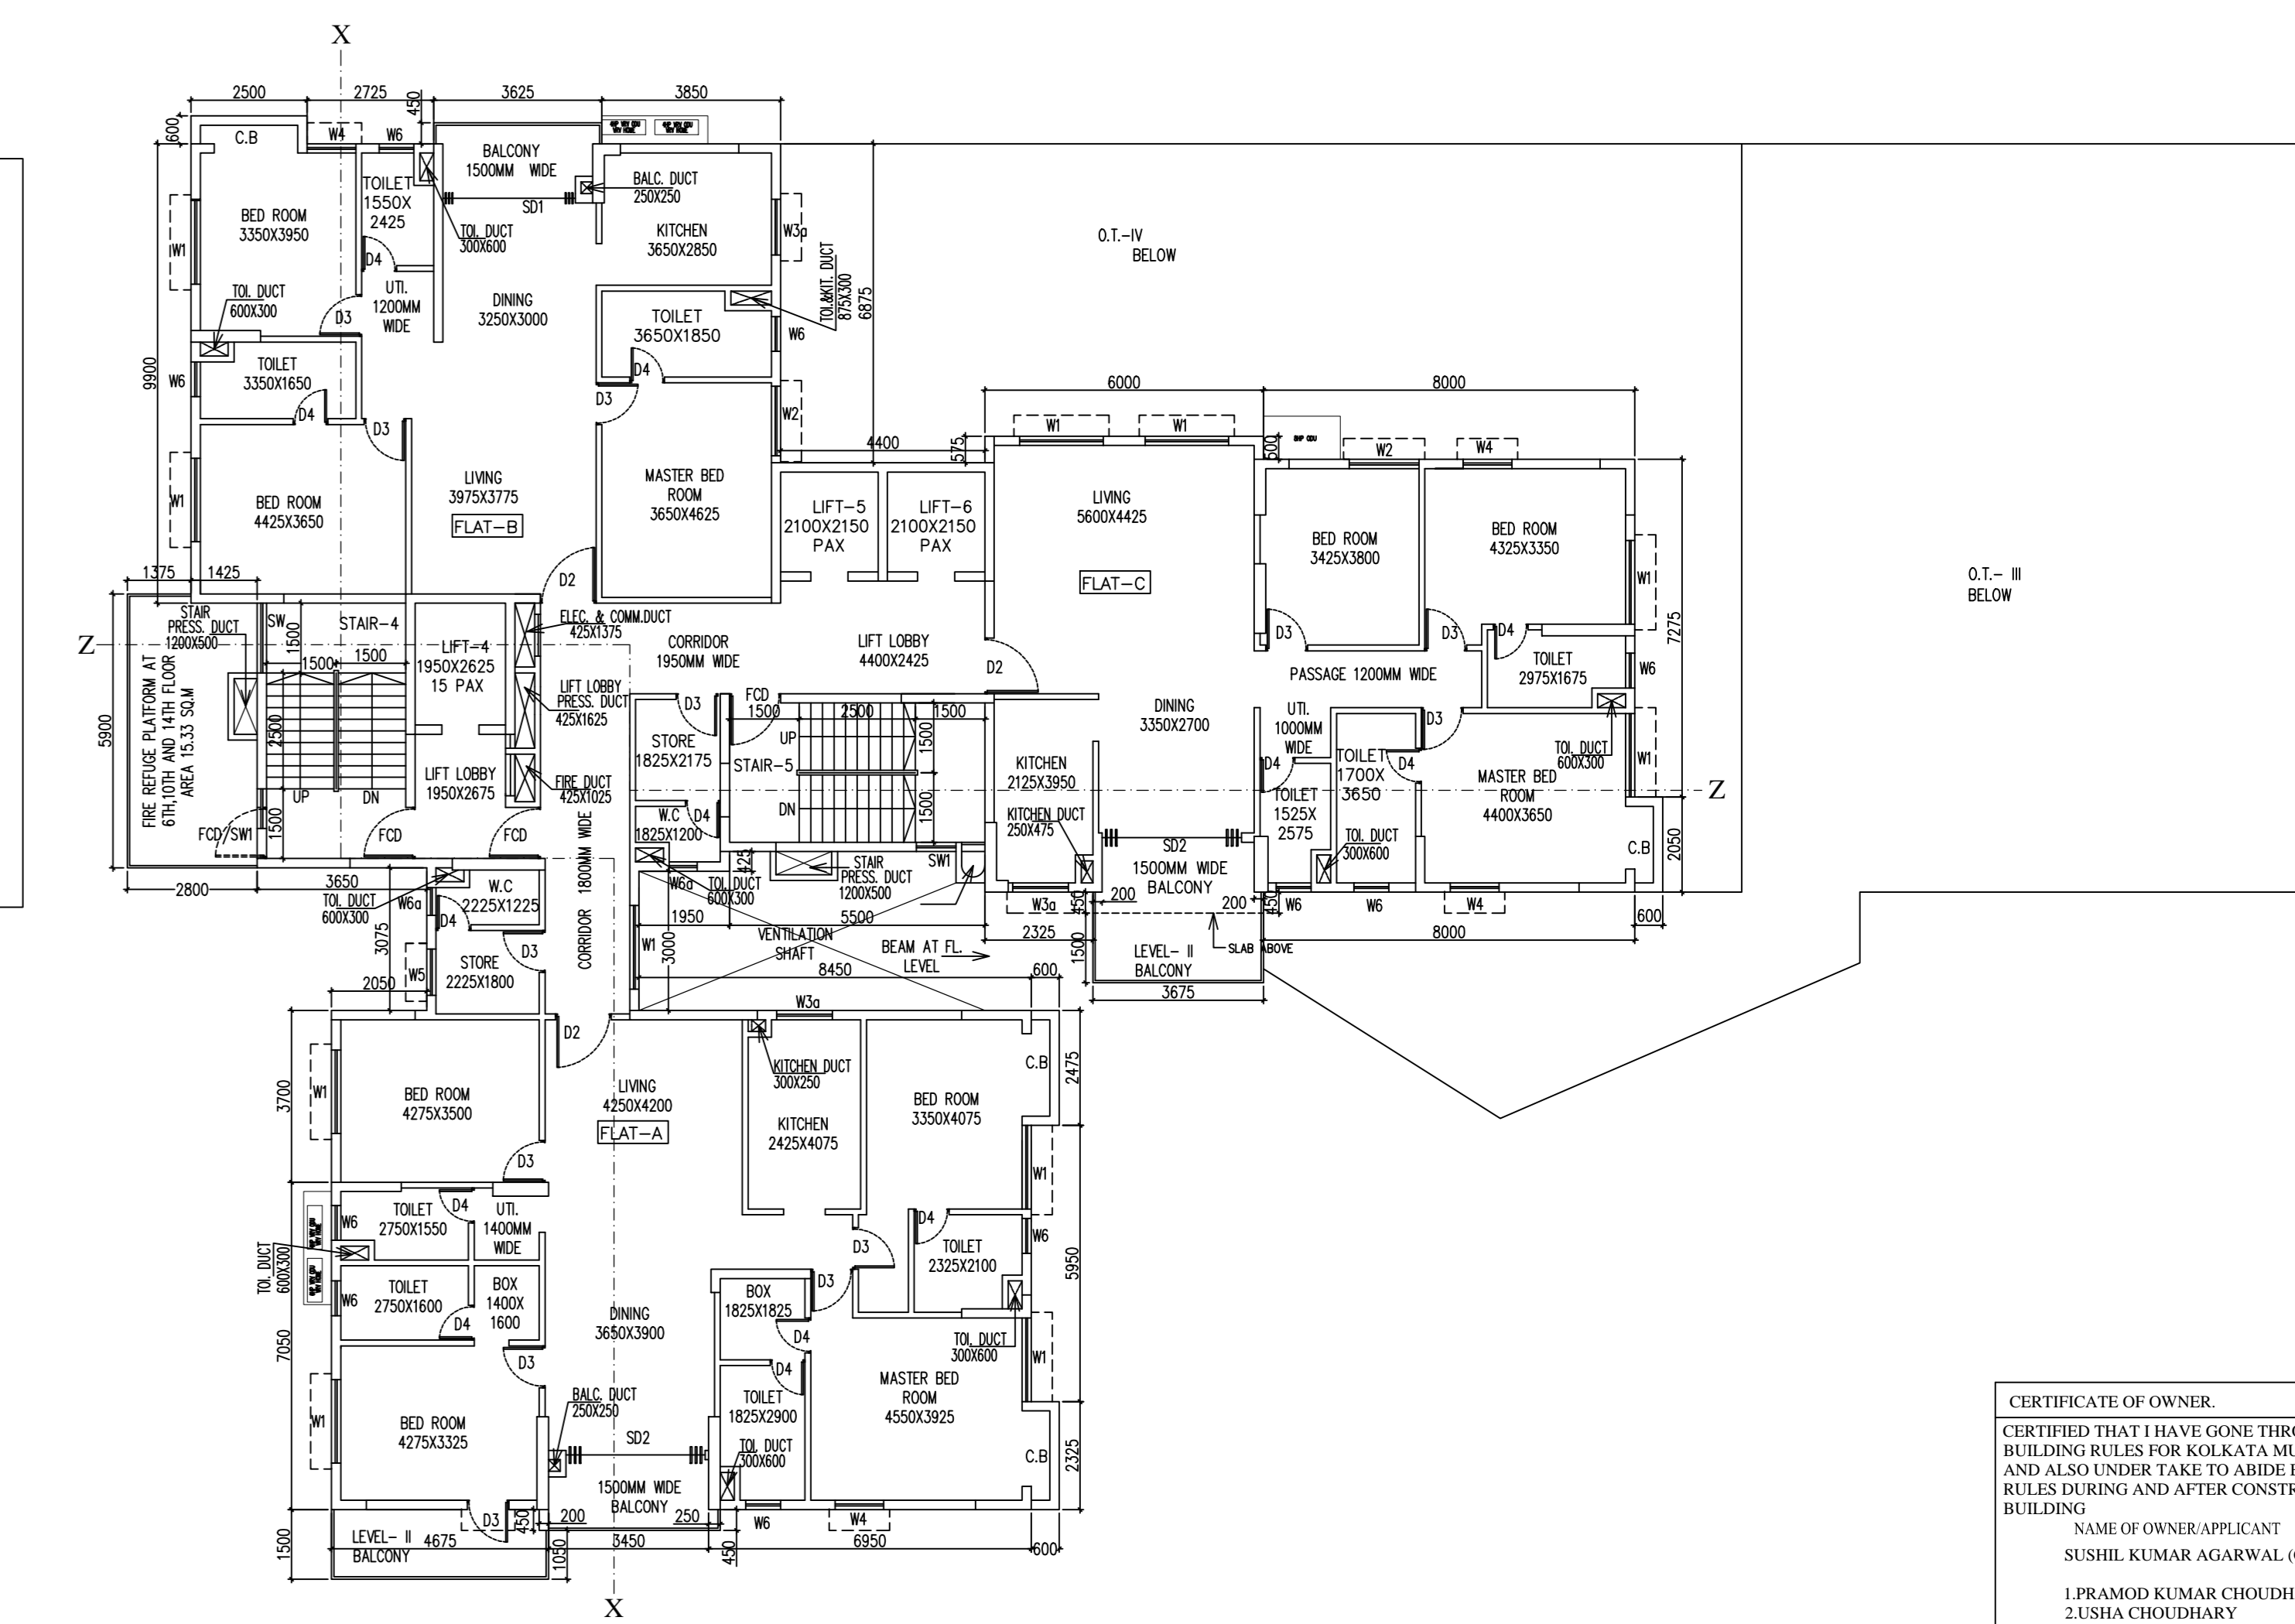 X
2500
2725
450
3625
3850
600
C.B
W4
W6
BALCONY
1500MM WIDE
TOILET
1550X
2425
BALC. DUCT
250X250
SD1
BED ROOM
3350X3950
W1
TOI. DUCT
300X600
KITCHEN
3650X2850
W3a
D4
TOI.&KIT. DUCT
875X300
6875
O.T.-IV
BELOW
TOI. DUCT
600X300
UTI.
1200MM
WIDE
D3
DINING
3250X3000
TOILET
3650X1850
W6
D4
9900
W6
TOILET
3350X1650
D4
D3
D3
W2
W1
BED ROOM
4425X3650
LIVING
3975X3775
FLAT-B
MASTER BED
ROOM
3650X4625
4400
575
6000
8000
W1
W1
500
8HP ODU
W2
W4
LIFT-5
2100X2150
PAX
LIFT-6
2100X2150
PAX
LIVING
5600X4425
FLAT-C
BED ROOM
3425X3800
BED ROOM
4325X3350
W1
7275
O.T.- III
BELOW
1375
1425
D2
STAIR
PRESS. DUCT
1200X500
SW
1500
STAIR-4
1500
1500
Z
LIFT-4
1950X2625
15 PAX
ELEC. & COMM.DUCT
425X1375
CORRIDOR
1950MM WIDE
LIFT LOBBY
4400X2425
D2
D3
D3
D4
TOILET
2975X1675
W6
PASSAGE 1200MM WIDE
5900
FIRE REFUGE PLATFORM AT
6TH,10TH AND 14TH FLOOR
AREA 15.33 SQ.M
2500
LIFT LOBBY
PRESS. DUCT
425X1625
D3
FCD
1500
2500
1500
DINING
3350X2700
UTI.
1000MM
WIDE
D3
TOI. DUCT
600X300
W1
STORE
1825X2175
UP
STAIR-5
1500
KITCHEN
2125X3950
D4
TOILET
1700X
3650
D4
MASTER BED
ROOM
4400X3650
Z
UP
DN
LIFT LOBBY
1950X2675
FIRE DUCT
425X1025
DN
1500
KITCHEN DUCT
250X475
TOILET
1525X
2575
FCD/SW1
1500
FCD
FCD
W.C
1825X1200
D4
SW1
SD2
TOI. DUCT
300X600
C.B
2050
2800
3650
W.C
2225X1225
TOI. DUCT
600X300
W6a
D4
CORRIDOR 1800MM WIDE
425
W6a
TOI. DUCT
600X300
STAIR
PRESS. DUCT
1200X500
1500MM WIDE
BALCONY
W3a
450
200
200
450
W6
W6
W4
600
3075
1950
5500
2325
8000
W1
3000
VENTILATION
SHAFT
BEAM AT FL.
LEVEL
1500
LEVEL- II
BALCONY
SLAB ABOVE
3675
STORE
2225X1800
D3
W5
2050
8450
600
W3a
D2
W1
3700
BED ROOM
4275X3500
LIVING
4250X4200
FLAT-A
KITCHEN DUCT
300X250
KITCHEN
2425X4075
BED ROOM
3350X4075
C.B
2475
D3
W1
TOILET
2750X1550
D4
UTI.
1400MM
WIDE
W6
TOI. DUCT
600X300
D3
D4
TOILET
2325X2100
W6
5950
TOILET
2750X1600
W6
D4
BOX
1400X
1600
DINING
3650X3900
BOX
1825X1825
D3
D4
TOI. DUCT
300X600
7050
D3
W1
BED ROOM
4275X3325
BALC. DUCT
250X250
SD2
D4
TOILET
1825X2900
TOI. DUCT
300X600
MASTER BED
ROOM
4550X3925
W1
C.B
2325
1500MM WIDE
BALCONY
1500
LEVEL- II
BALCONY
4675
D3
450
200
3450
1050
250
450
W6
W4
6950
600
X
CERTIFICATE OF OWNER.
CERTIFIED THAT I HAVE GONE
BUILDING RULES FOR KOLKATA
AND ALSO UNDER TAKE TO ABIDE
RULES DURING AND AFTER
BUILDING
NAME OF OWNER/APPLICANT
SUSHIL KUMAR AGARWAL
1.PRAMOD KUMAR
2.USHA CHOUDHARY